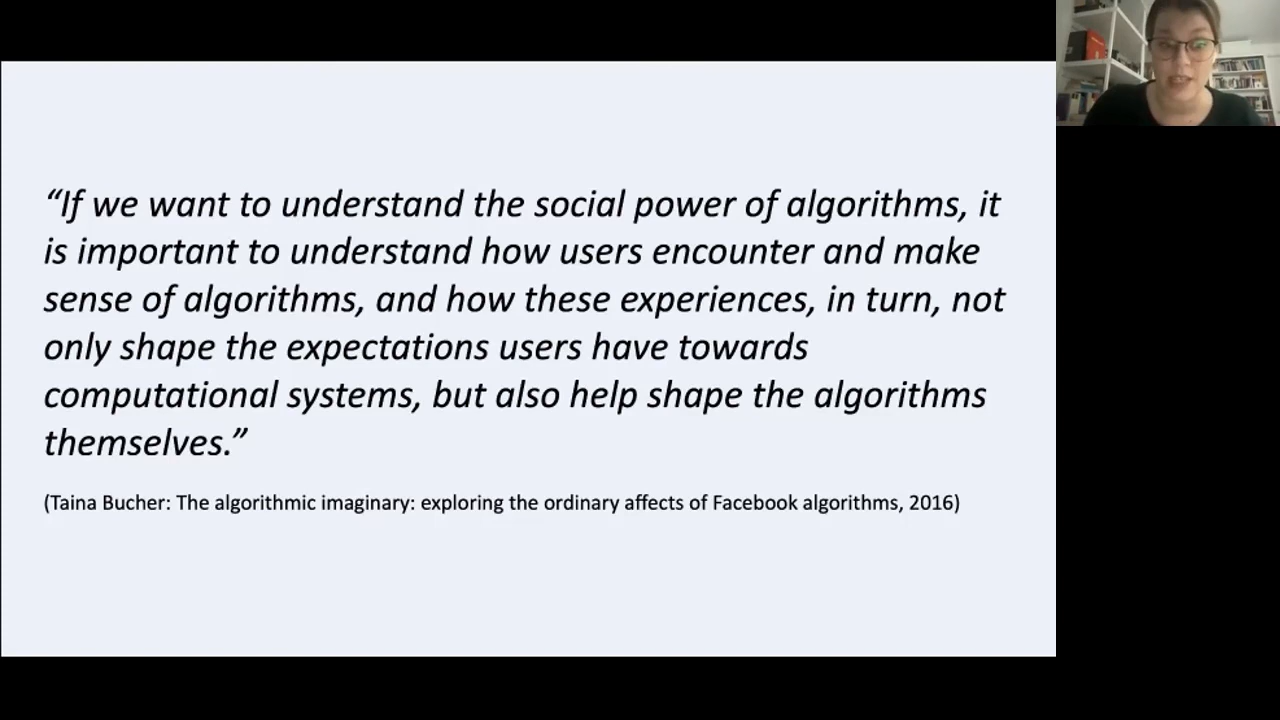 “If we want to understand the social power of algorithms, it
is important to understand how users encounter and make
sense of algorithms, and how these experiences, in turn, not
only shape the expectations users have towards
computational systems, but also help shape the algorithms
themselves.”
(Taina Bucher: The algorithmic imaginary: exploring the ordinary affects of Facebook algorithms, 2016)